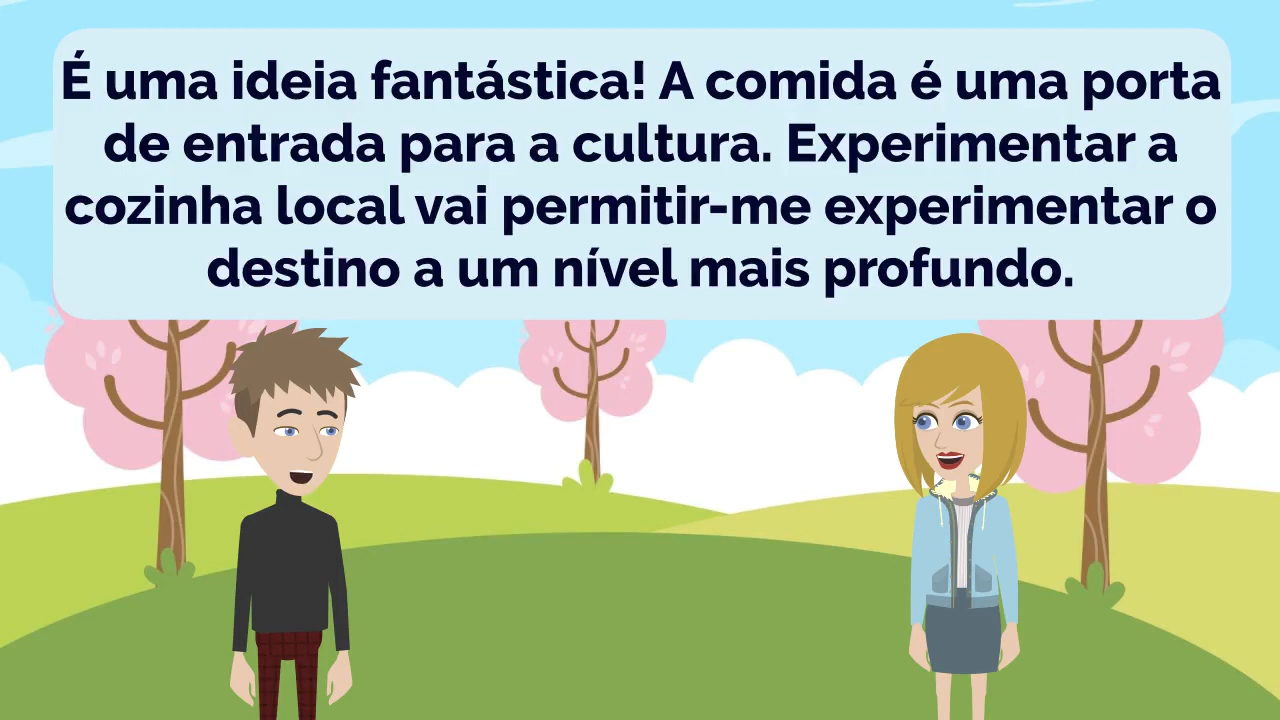 É uma ideia fantástica! A comida é uma porta
de entrada para a cultura. Experimentar a
cozinha local vai permitir-me experimentar o
destino a um nível mais profundo.